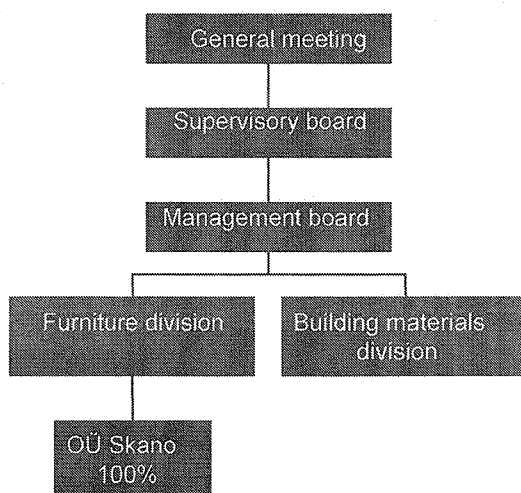 General meeting
Supervisory board
Management board
Furniture division
Building materials
division
OÜ Skano
100%